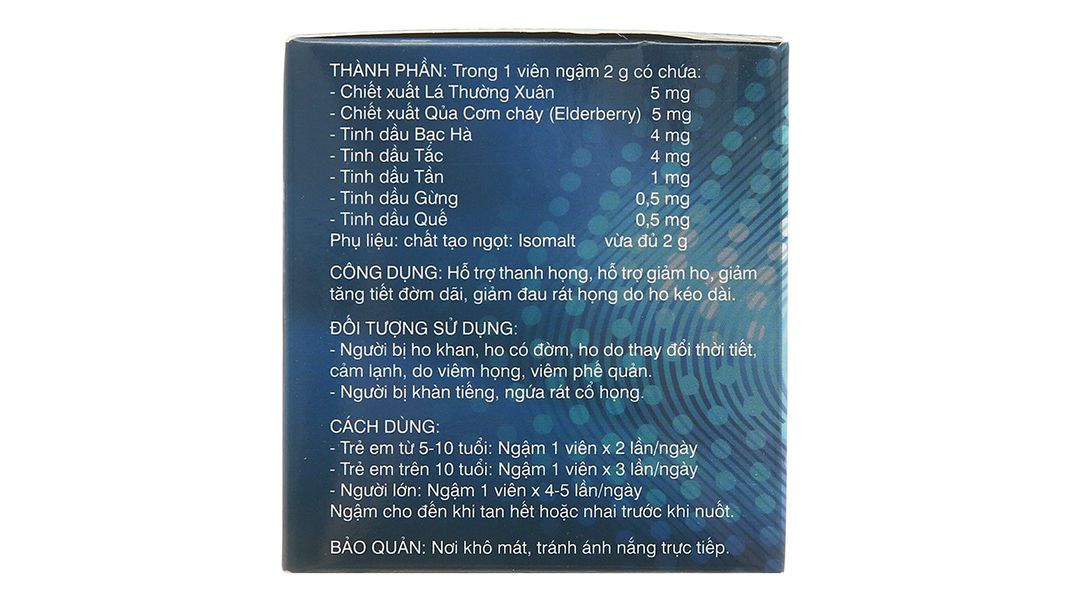 THÀNH PHẦN: Trong 1 viên ngậm 2 g có chứa:
- Chiết xuất Lá Thường Xuân 5 mg
- Chiết xuất Qủa Cơm cháy (Elderberry) 5 mg
- Tinh dầu Bạc Hà 4 mg
- Tinh dầu Tắc 4 mg
- Tinh dầu Tần 1 mg
- Tinh dầu Gừng 0,5 mg
- Tinh dầu Quế 0,5 mg
Phụ liệu: chất tạo ngọt: Isomalt vừa đủ 2 g
CÔNG DỤNG: Hỗ trợ thanh họng, hỗ trợ giảm ho, giảm
tăng tiết đờm dãi, giảm đau rát họng do ho kéo dài.
ĐỐI TƯỢNG SỬ DỤNG:
- Người bị ho khan, ho có đờm, ho do thay đổi thời tiết,
cảm lạnh, do viêm họng, viêm phế quản.
- Người bị khàn tiếng, ngứa rát cổ họng.
CÁCH DÙNG:
- Trẻ em từ 5-10 tuổi: Ngậm 1 viên x 2 lần/ngày
- Trẻ em trên 10 tuổi: Ngậm 1 viên x 3 lần/ngày
- Người lớn: Ngậm 1 viên x 4-5 lần/ngày
Ngậm cho đến khi tan hết hoặc nhai trước khi nuốt.
BẢO QUẢN: Nơi khô mát, tránh ánh nắng trực tiếp.